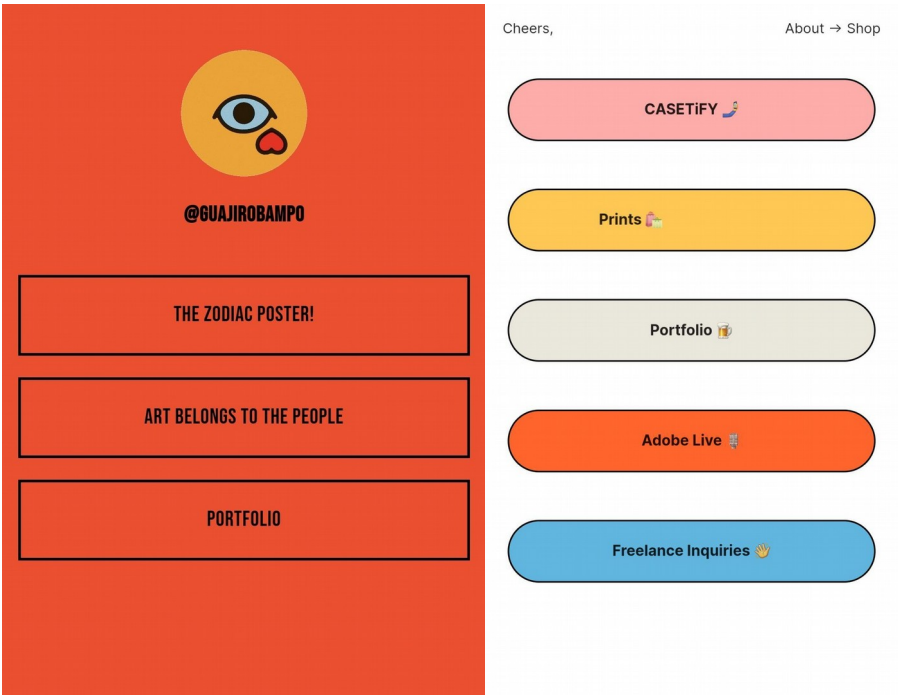 @GUAJIROBAMPO
THE ZODIAC POSTER!
ART BELONGS TO THE PEOPLE
PORTFOLIO
Cheers,
About → Shop
CASETiFY 🤳
Prints 🛍️
Portfolio 🍺
Adobe Live 🎙️
Freelance Inquiries 👋